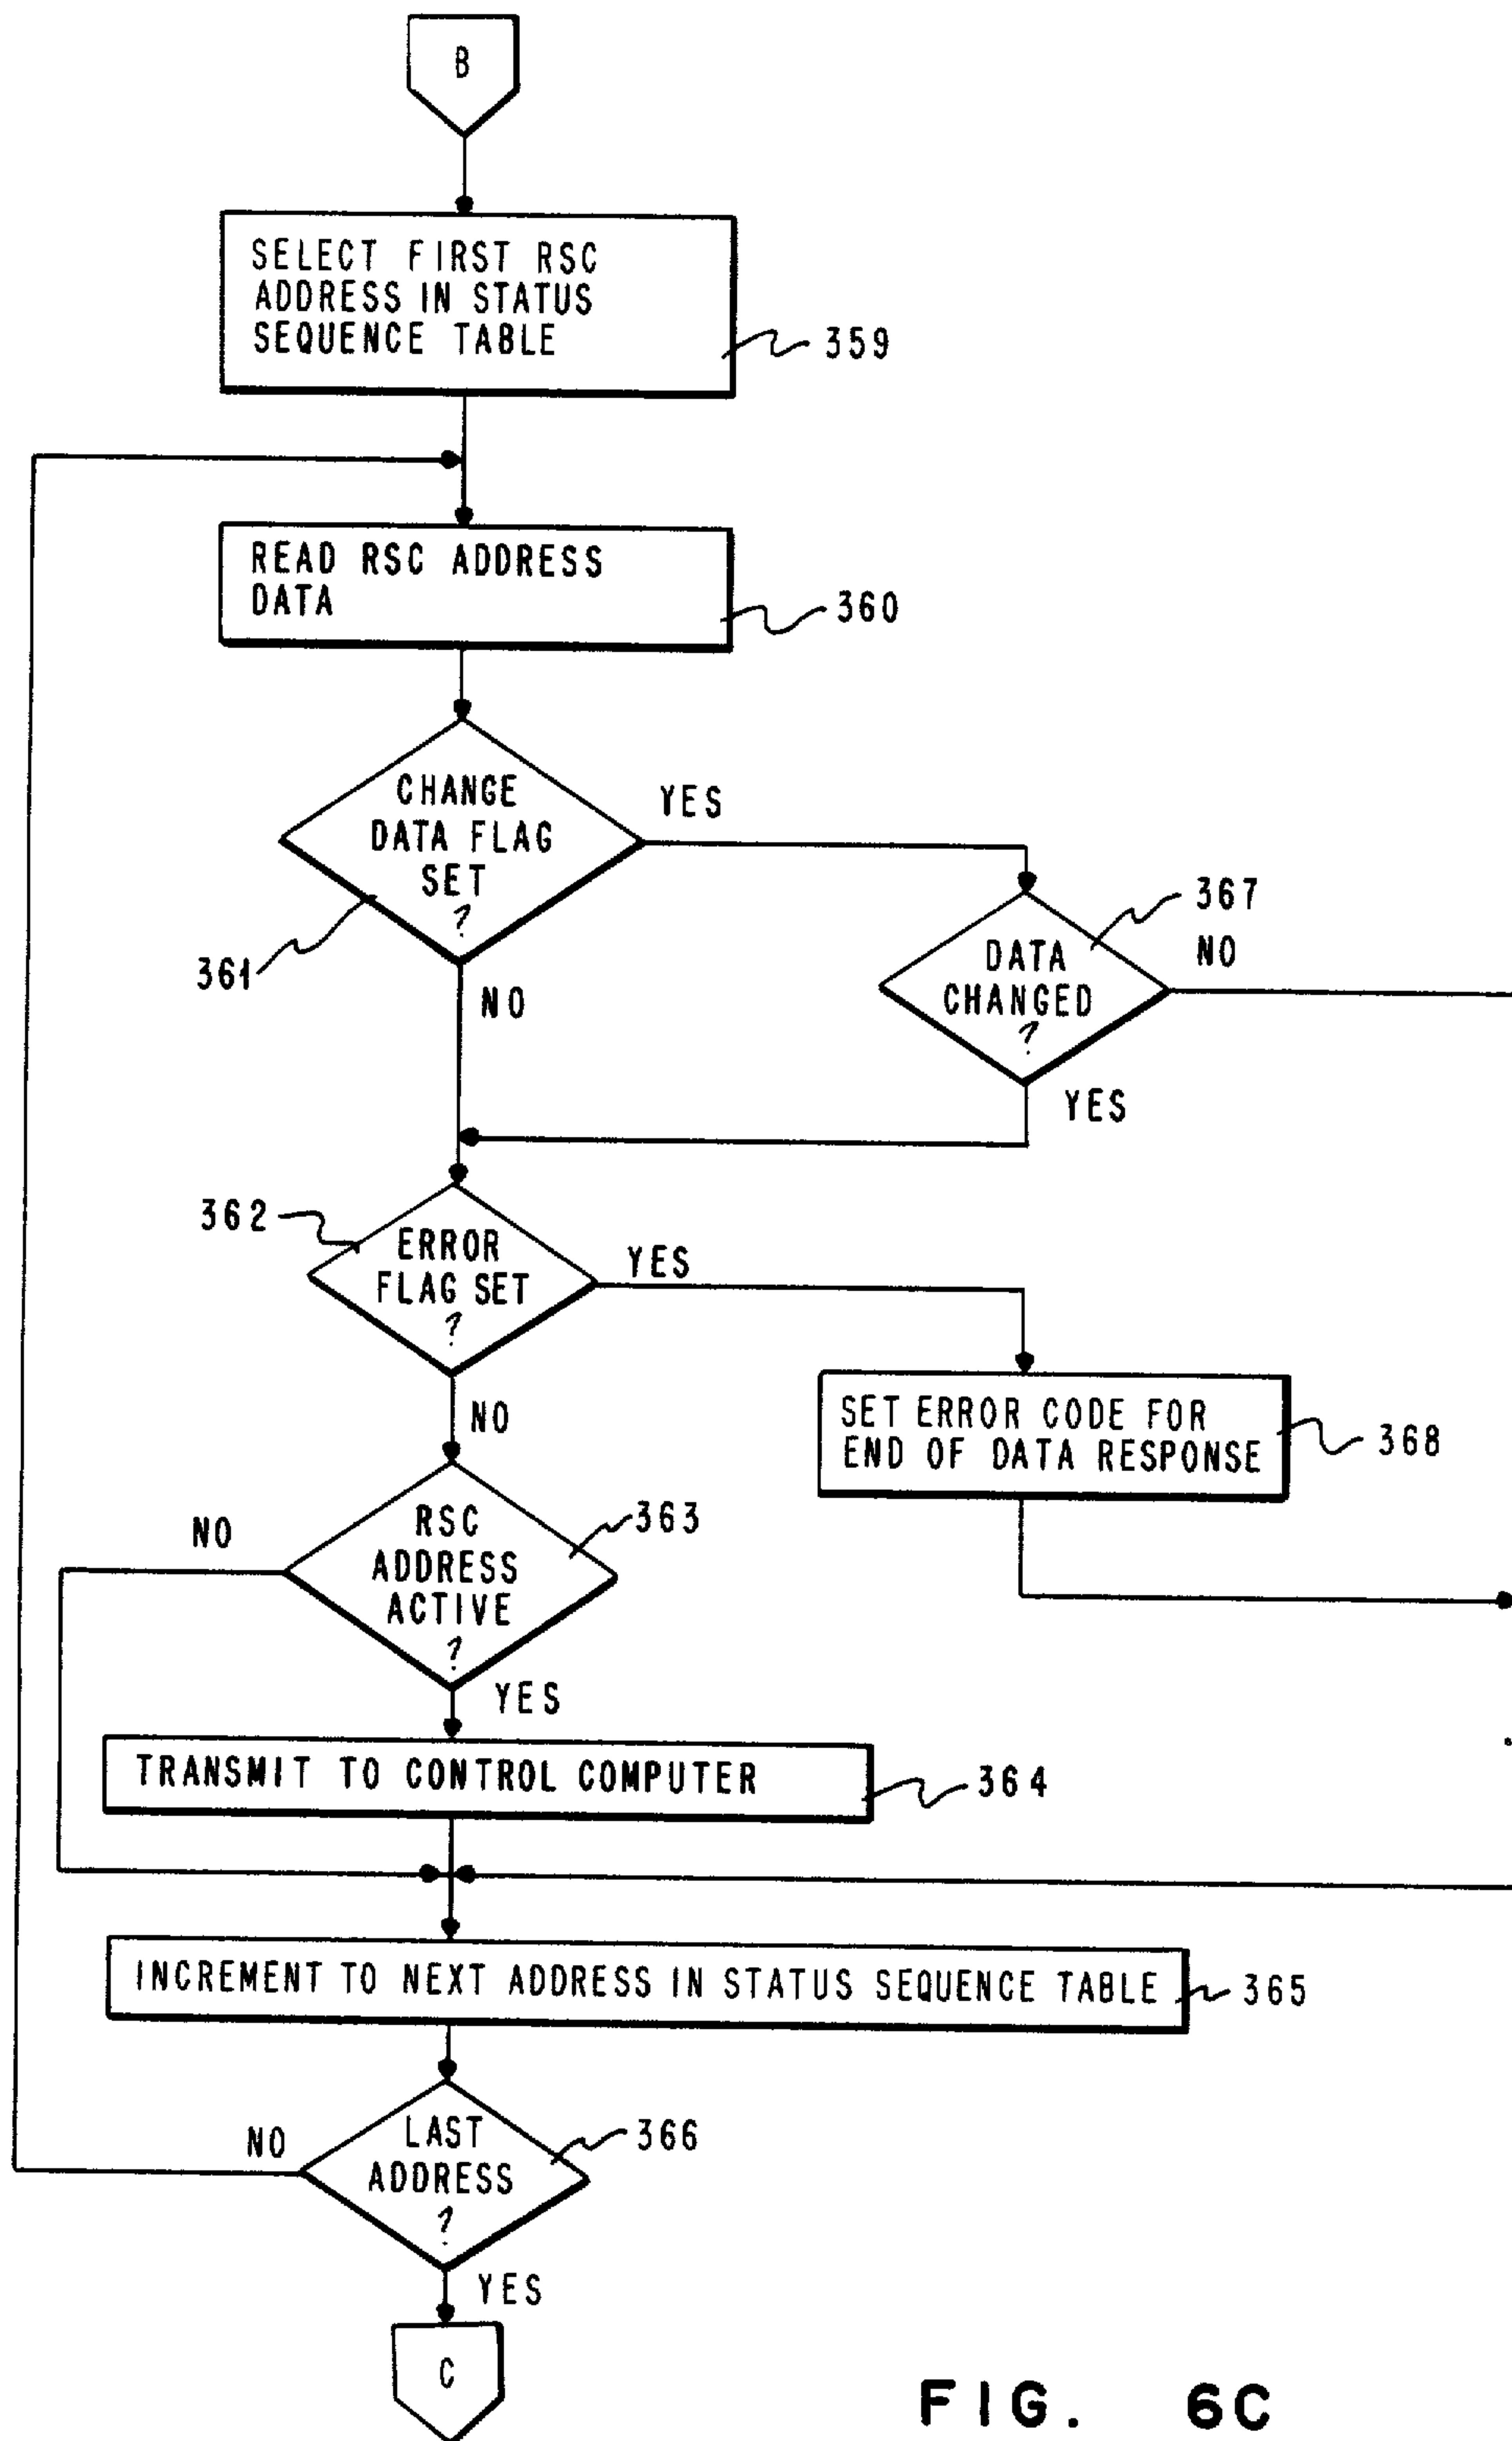 B
SELECT FIRST RSC
ADDRESS IN STATUS
SEQUENCE TABLE
359
READ RSC ADDRESS
DATA
360
CHANGE
DATA FLAG
SET
?
YES
361
NO
367
DATA
CHANGED
?
NO
YES
362
ERROR
FLAG SET
?
YES
NO
SET ERROR CODE FOR
END OF DATA RESPONSE
368
RSC
ADDRESS
ACTIVE
?
363
NO
YES
TRANSMIT TO CONTROL COMPUTER
364
INCREMENT TO NEXT ADDRESS IN STATUS SEQUENCE TABLE
365
LAST
ADDRESS
?
366
NO
YES
C
FIG. 6C